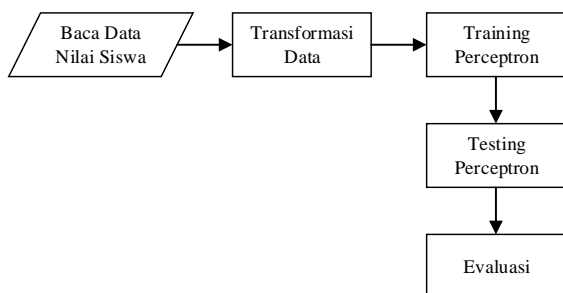 Baca Data
Nilai Siswa
Transformasi
Data
Training
Perceptron
Testing
Perceptron
Evaluasi